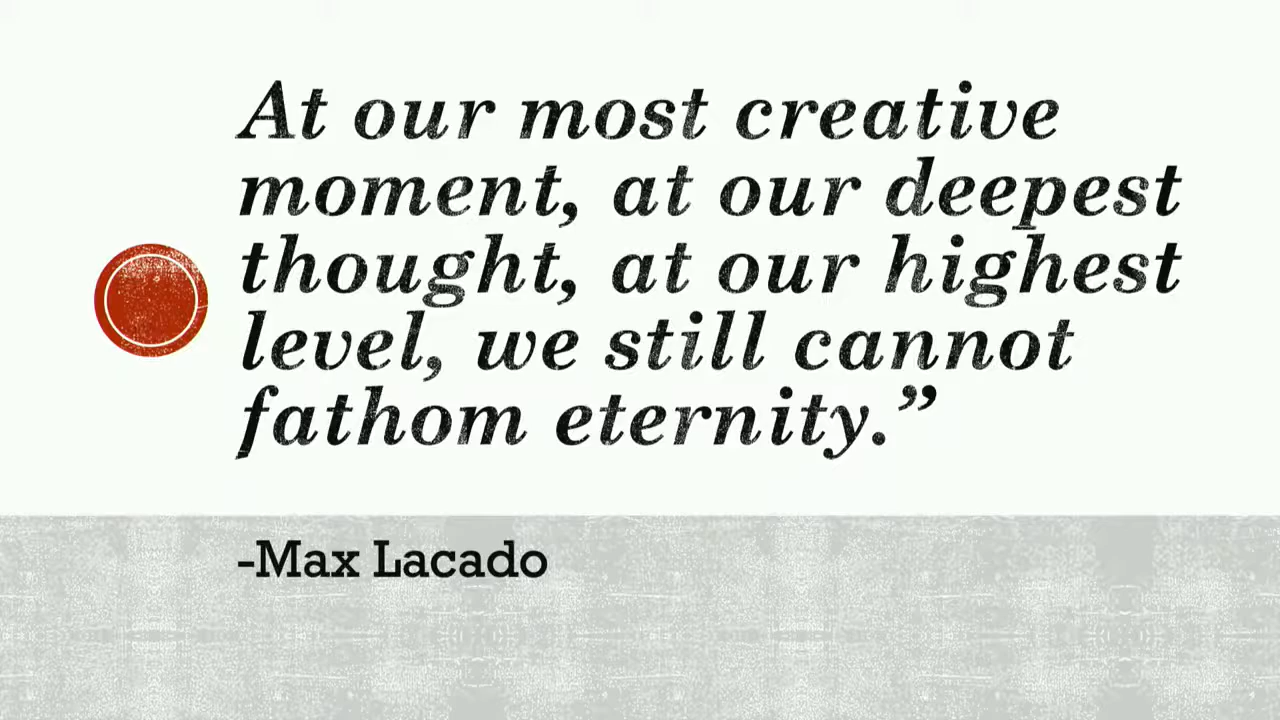 At our most creative
moment, at our deepest
thought, at our highest
level, we still cannot
fathom eternity.”
-Max Lacado